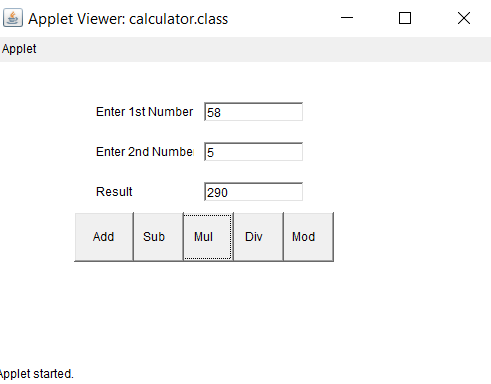 Applet Viewer: calculator.class
Applet
Enter 1st Number 58
Enter 2nd Numbe 5
Result 290
Add Sub Mul Div Mod
Applet started.